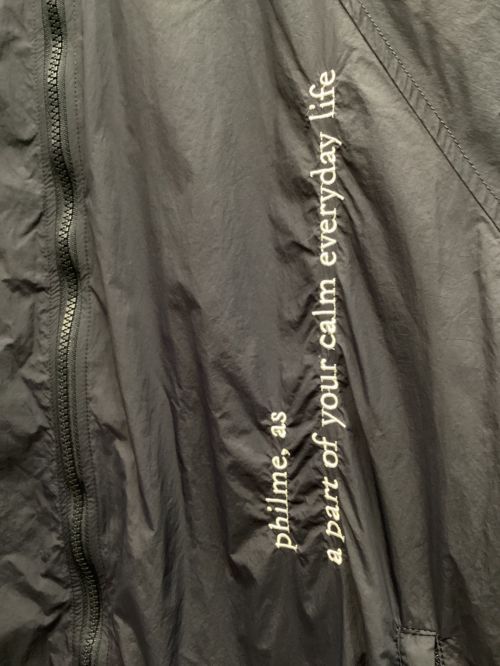 philme, as
a part of your calm everyday life